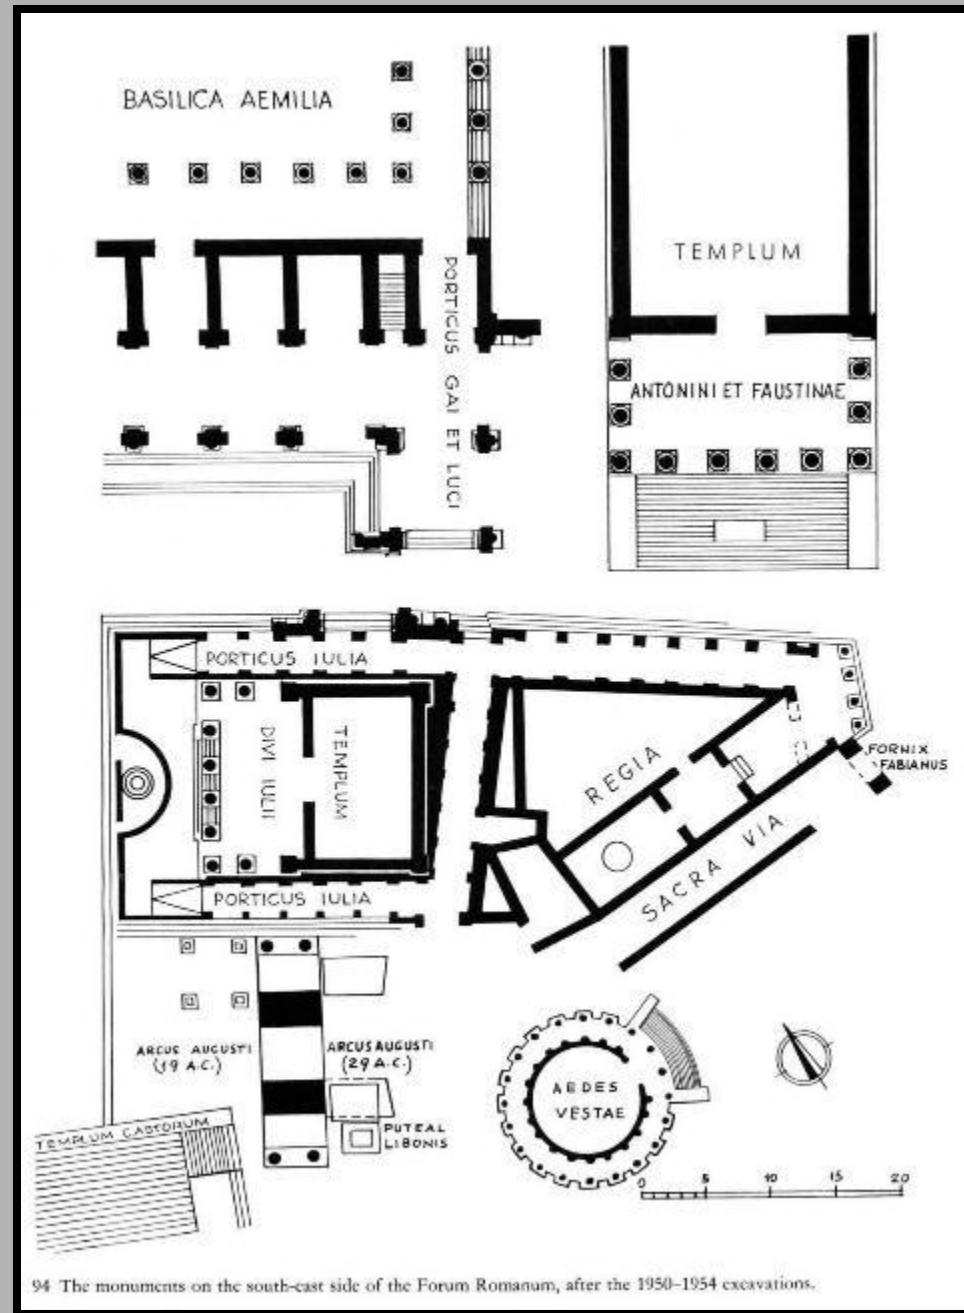 BASILICA AEMILIA
PORTICUS GAI ET LUCI
TEMPLUM
ANTONINI ET FAUSTINAE
PORTICUS IULIA
DIVI IULII
TEMPLUM
REGIA
FORNIX
FABIANUS
SACRA VIA
PORTICUS IULIA
ARCUS AUGUSTI
(19 A.C.)
ARCUS AUGUSTI
(29 A.C.)
PUTEAL
LIBONIS
TEMPLUM CASTORUM
AEDES
VESTAE
0 5 10 15 20
94 The monuments on the south-east side of the Forum Romanum, after the 1950–1954 excavations.